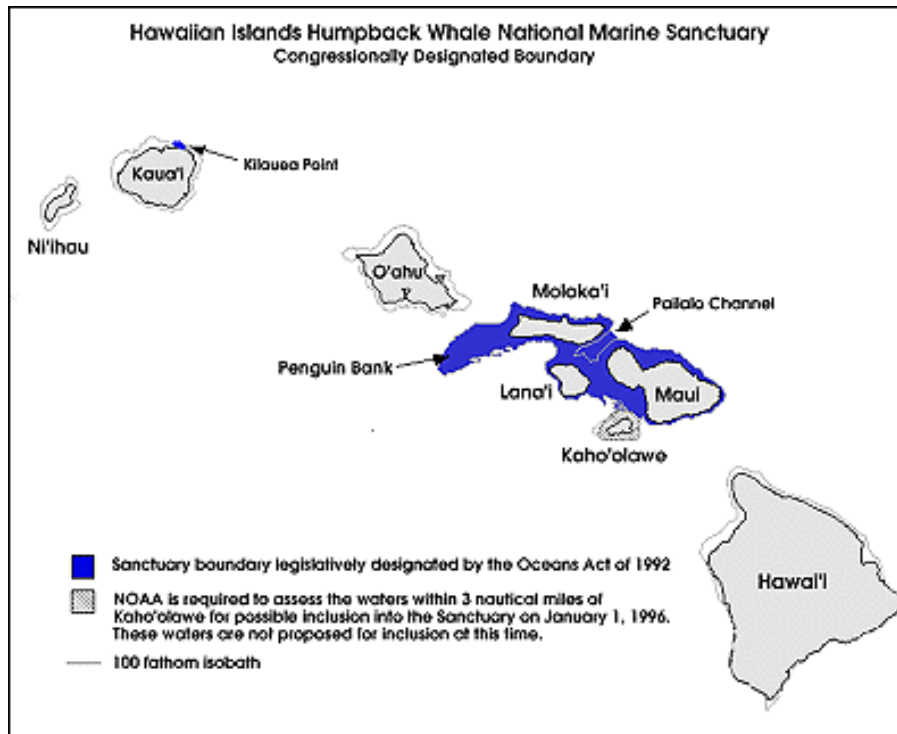 Hawaiian Islands Humpback Whale National Marine Sanctuary
Congressionally Designated Boundary
Kaua'i
Kilauea Point
Ni'ihau
O'ahu
Moloka'i
Pailolo Channel
Penguin Bank
Lana'i
Maui
Kaho'olawe
Hawai'i
Sanctuary boundary legislatively designated by the Oceans Act of 1992
NOAA is required to assess the waters within 3 nautical miles of
Kaho'olawe for possible inclusion into the Sanctuary on January 1, 1996.
These waters are not proposed for inclusion at this time.
100 fathom isobath